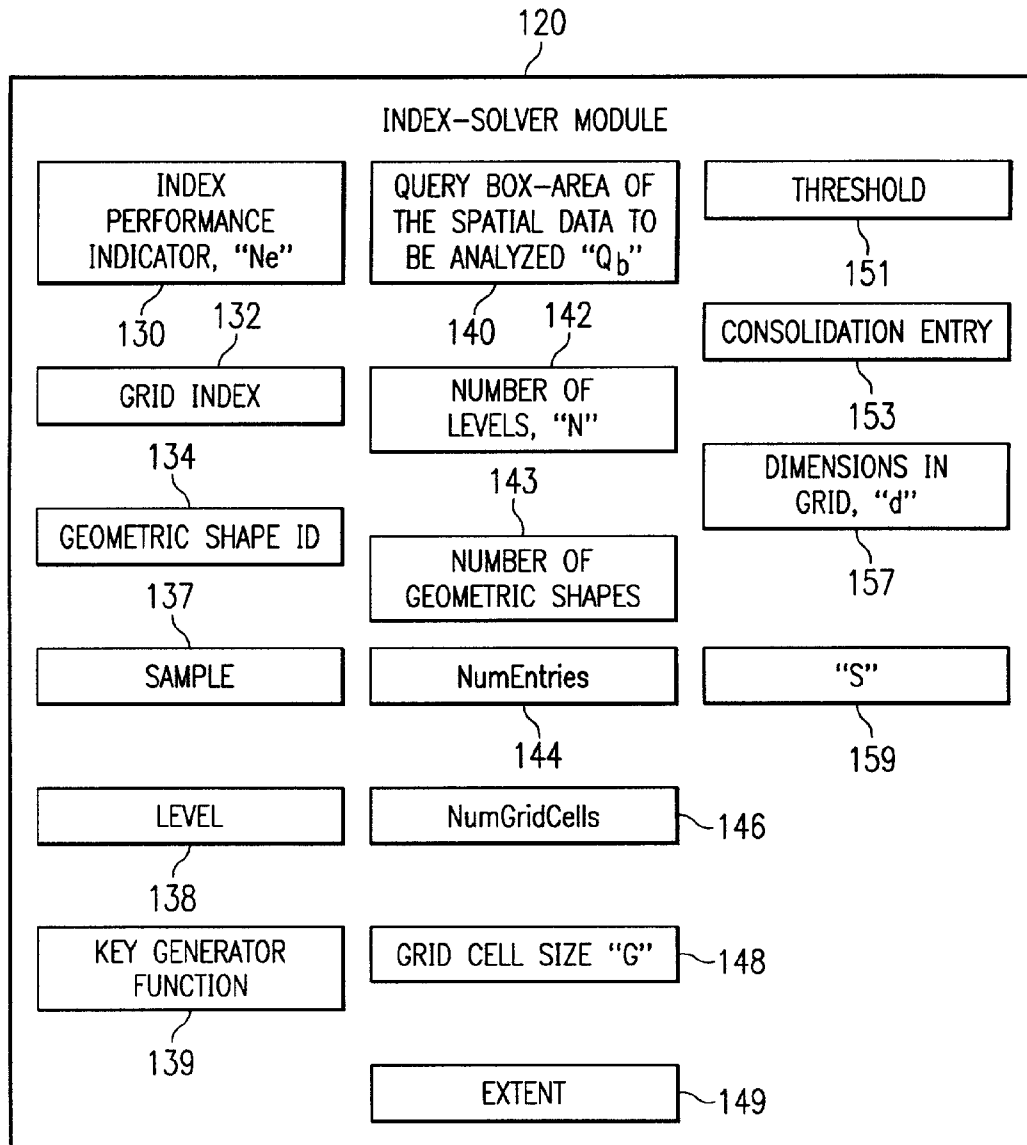 120
INDEX-SOLVER MODULE
INDEX
PERFORMANCE
INDICATOR, "Ne"
130
132
GRID INDEX
134
GEOMETRIC SHAPE ID
137
SAMPLE
LEVEL
138
KEY GENERATOR
FUNCTION
139
QUERY BOX-AREA OF
THE SPATIAL DATA TO
BE ANALYZED "Qb"
140
142
NUMBER OF
LEVELS, "N"
143
NUMBER OF
GEOMETRIC SHAPES
NumEntries
144
NumGridCells
146
GRID CELL SIZE "G"
148
EXTENT
149
THRESHOLD
151
CONSOLIDATION ENTRY
153
DIMENSIONS IN
GRID, "d"
157
"S"
159